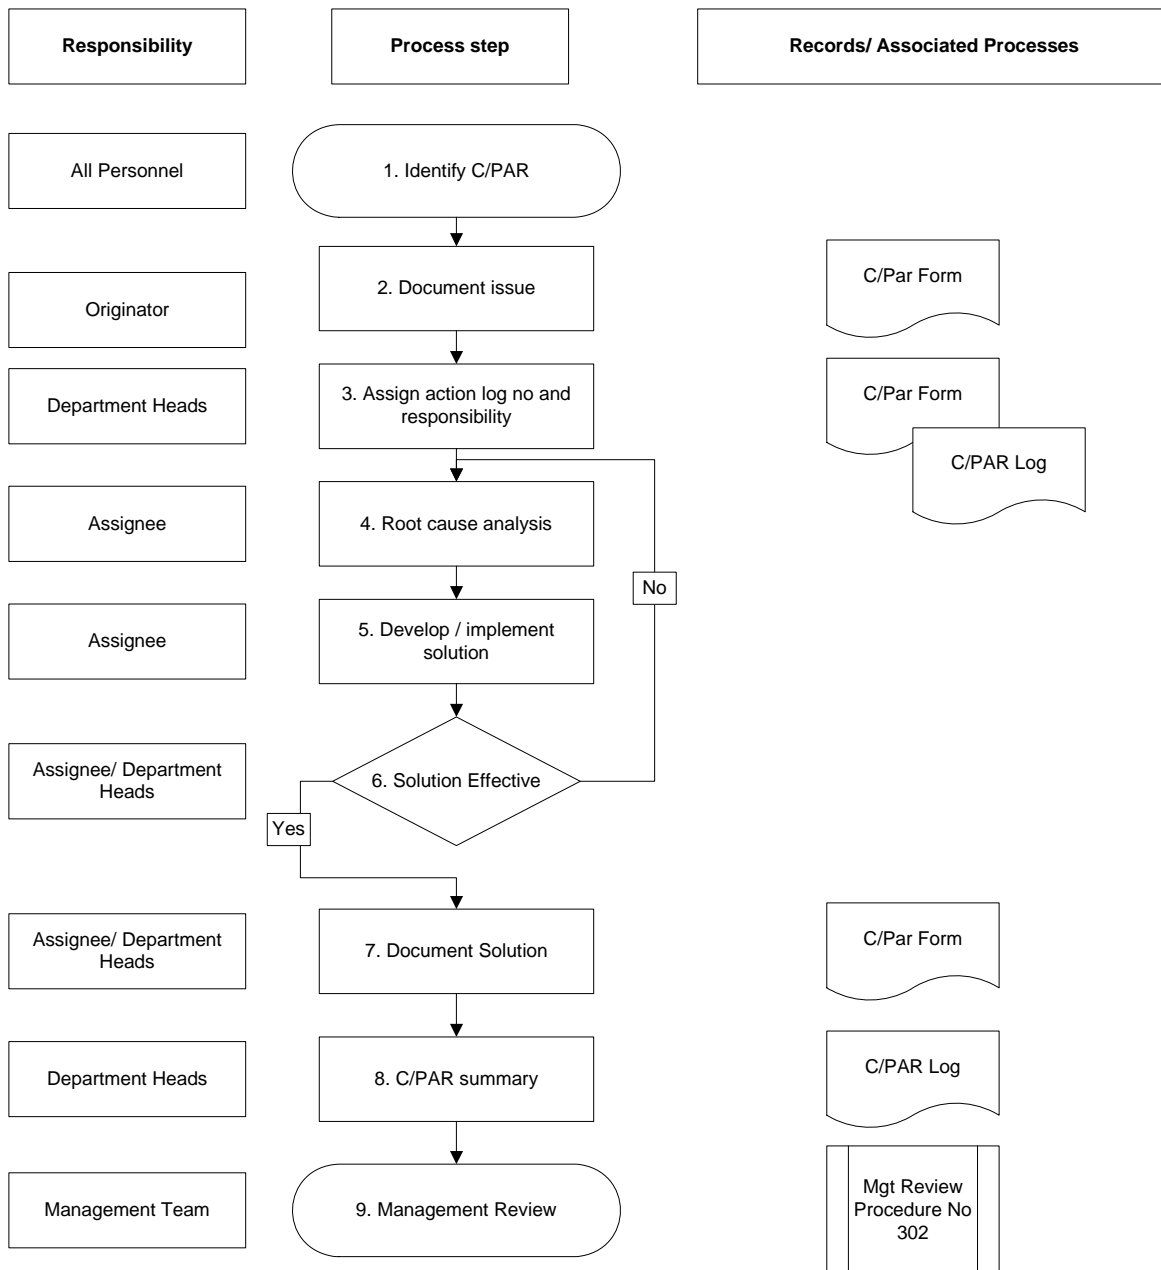 Responsibility
Process step
Records/ Associated Processes
All Personnel
1. Identify C/PAR
Originator
2. Document issue
C/Par Form
Department Heads
3. Assign action log no and
responsibility
C/Par Form
C/PAR Log
Assignee
4. Root cause analysis
No
Assignee
5. Develop / implement
solution
Assignee/ Department
Heads
6. Solution Effective
Yes
Assignee/ Department
Heads
7. Document Solution
C/Par Form
Department Heads
8. C/PAR summary
C/PAR Log
Management Team
9. Management Review
Mgt Review
Procedure No
302